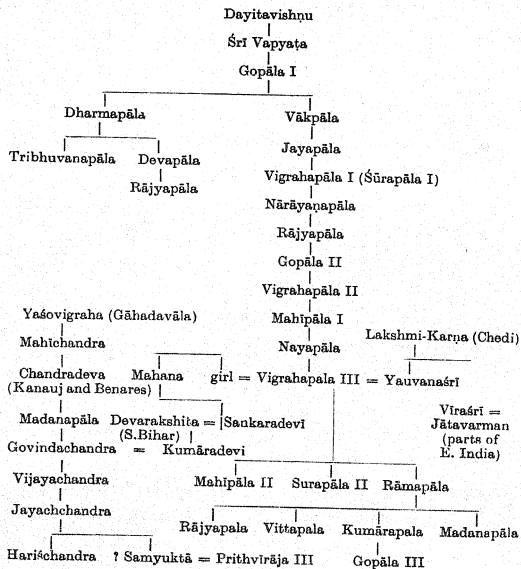 Dayitavishṇu
Śrī Vapyaṭa
Gopāla I
Dharmapāla Vākpāla
Jayapāla
Tribhuvanapāla Devapāla
Vigrahapāla I (Śūrapāla I)
Rājyapāla
Nārāyaṇapāla
Rājyapāla
Gopāla II
Vigrahapāla II
Yaśovigraha (Gāhadavāla) Mahīpāla I
Lakshmi-Karṇa (Chedi)
Mahīchandra Nayapāla
Chandradeva Mahana girl = Vigrahapala III = Yauvanaśrī
(Kanauj and Benares)
Vīraśrī =
Madanapāla Devarakshita = Sankaradevī Jātavarman
(S.Bihar) (parts of
Govindachandra = Kumāradevi E. India)
Vijayachandra Mahīpāla II Surapāla II Rāmapāla
Jayachchandra
Rājyapala Vittapala Kumārapala Madanapāla
Hariśchandra ? Samyuktā = Prithvīrāja III Gopāla III